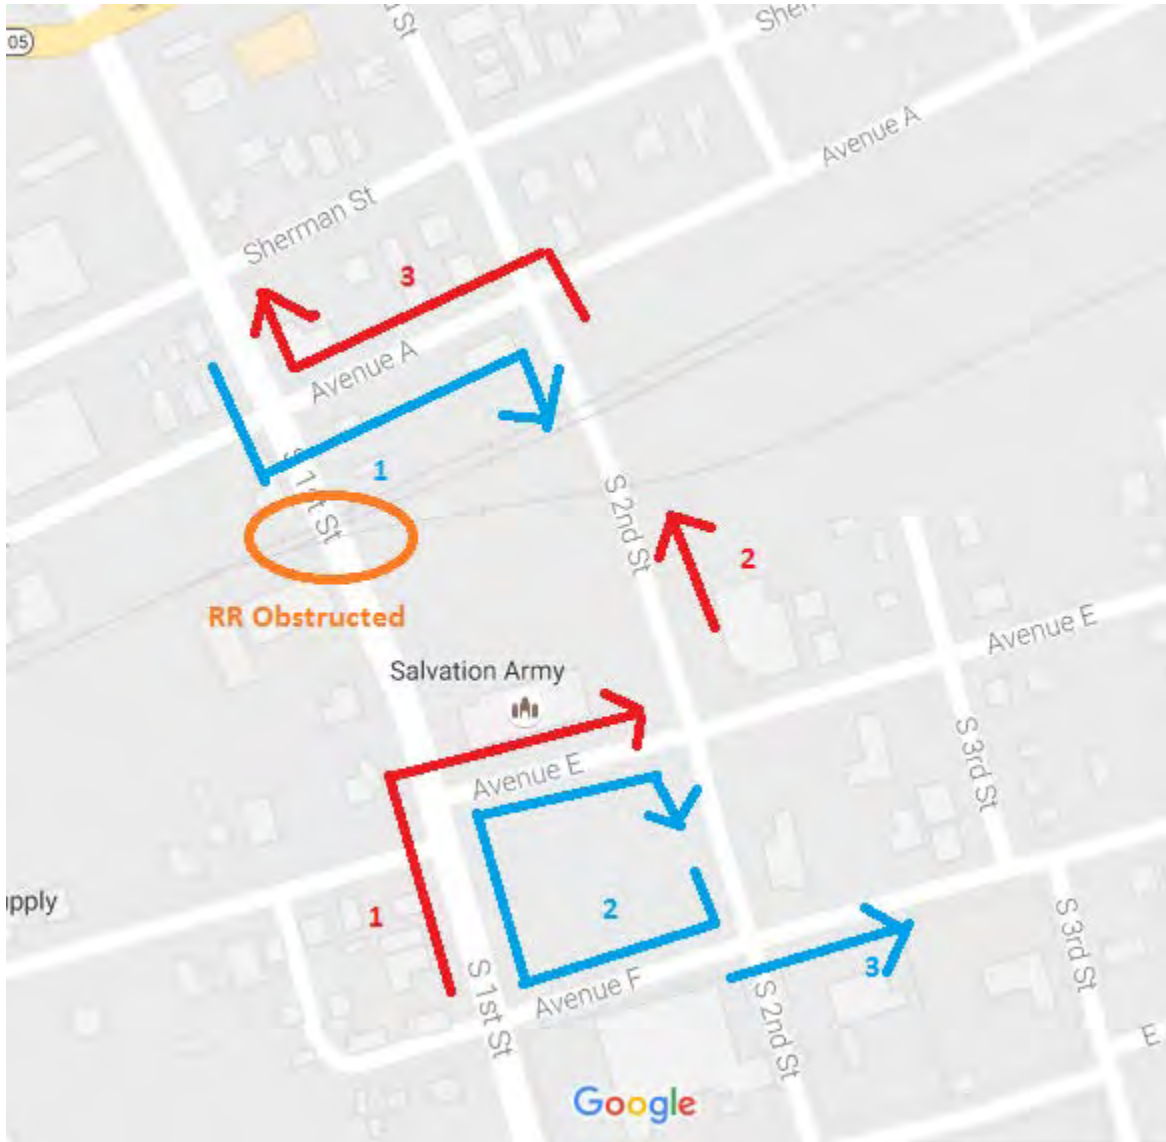 05
St
Sher
Avenue A
Sherman St
3
Avenue A
1
S 1st St
S 2nd St
RR Obstructed
2
Avenue E
Salvation Army
S 3rd St
Avenue E
1
2
Avenue F
3
S 3rd St
pply
S 1st St
S 2nd St
E
Google